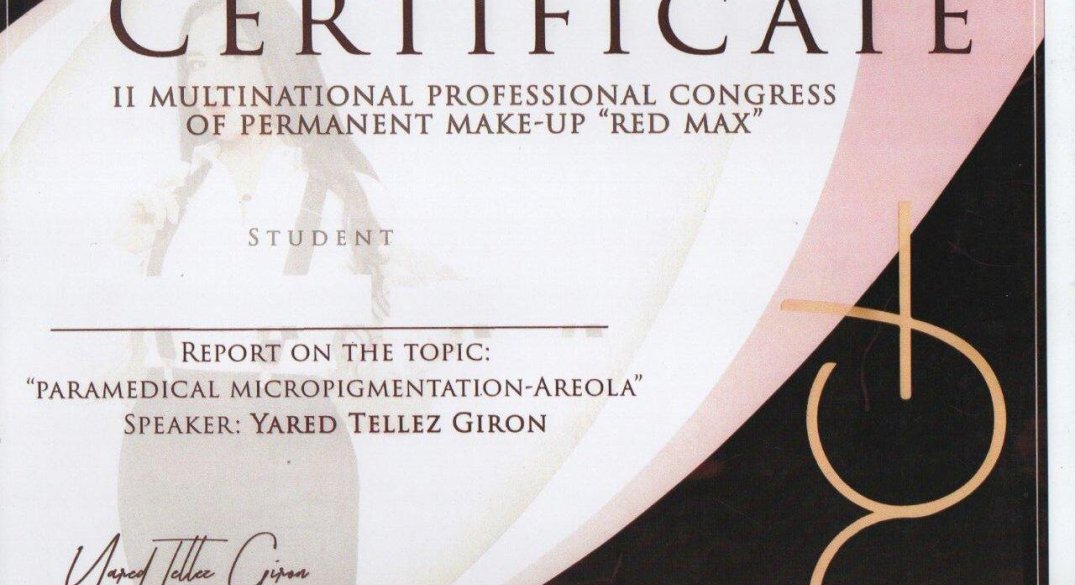 CERTIFICATE
II MULTINATIONAL PROFESSIONAL CONGRESS
OF PERMANENT MAKE-UP “RED MAX”
STUDENT
REPORT ON THE TOPIC:
“PARAMEDICAL MICROPIGMENTATION-AREOLA”
SPEAKER: YARED TELLEZ GIRON
Yared Tellez Giron